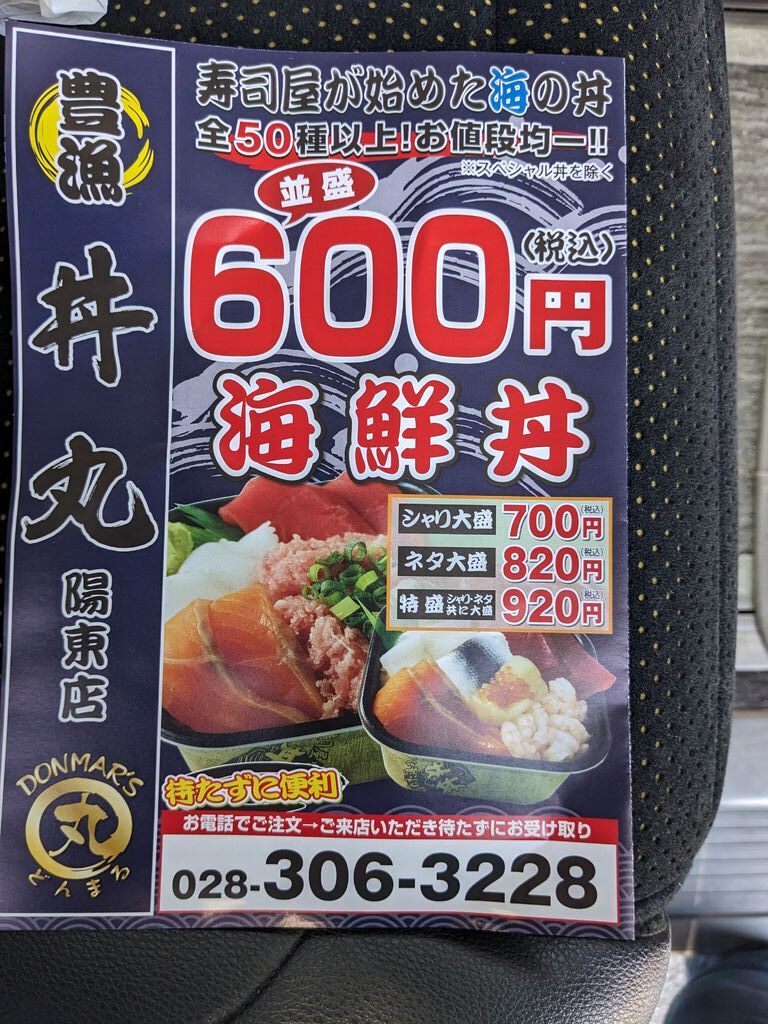 豊漁
丼丸
陽東店
DONMAR'S
丸
どんまる
寿司屋が始めた海の丼
全50種以上!お値段均一!!
※スペシャル丼を除く
並盛
600円(税込)
海鮮丼
シャリ大盛 700円(税込)
ネタ大盛 820円(税込)
特盛 シャリ・ネタ共に大盛 920円(税込)
待たずに便利
お電話でご注文→ご来店いただき待たずにお受け取り
028-306-3228